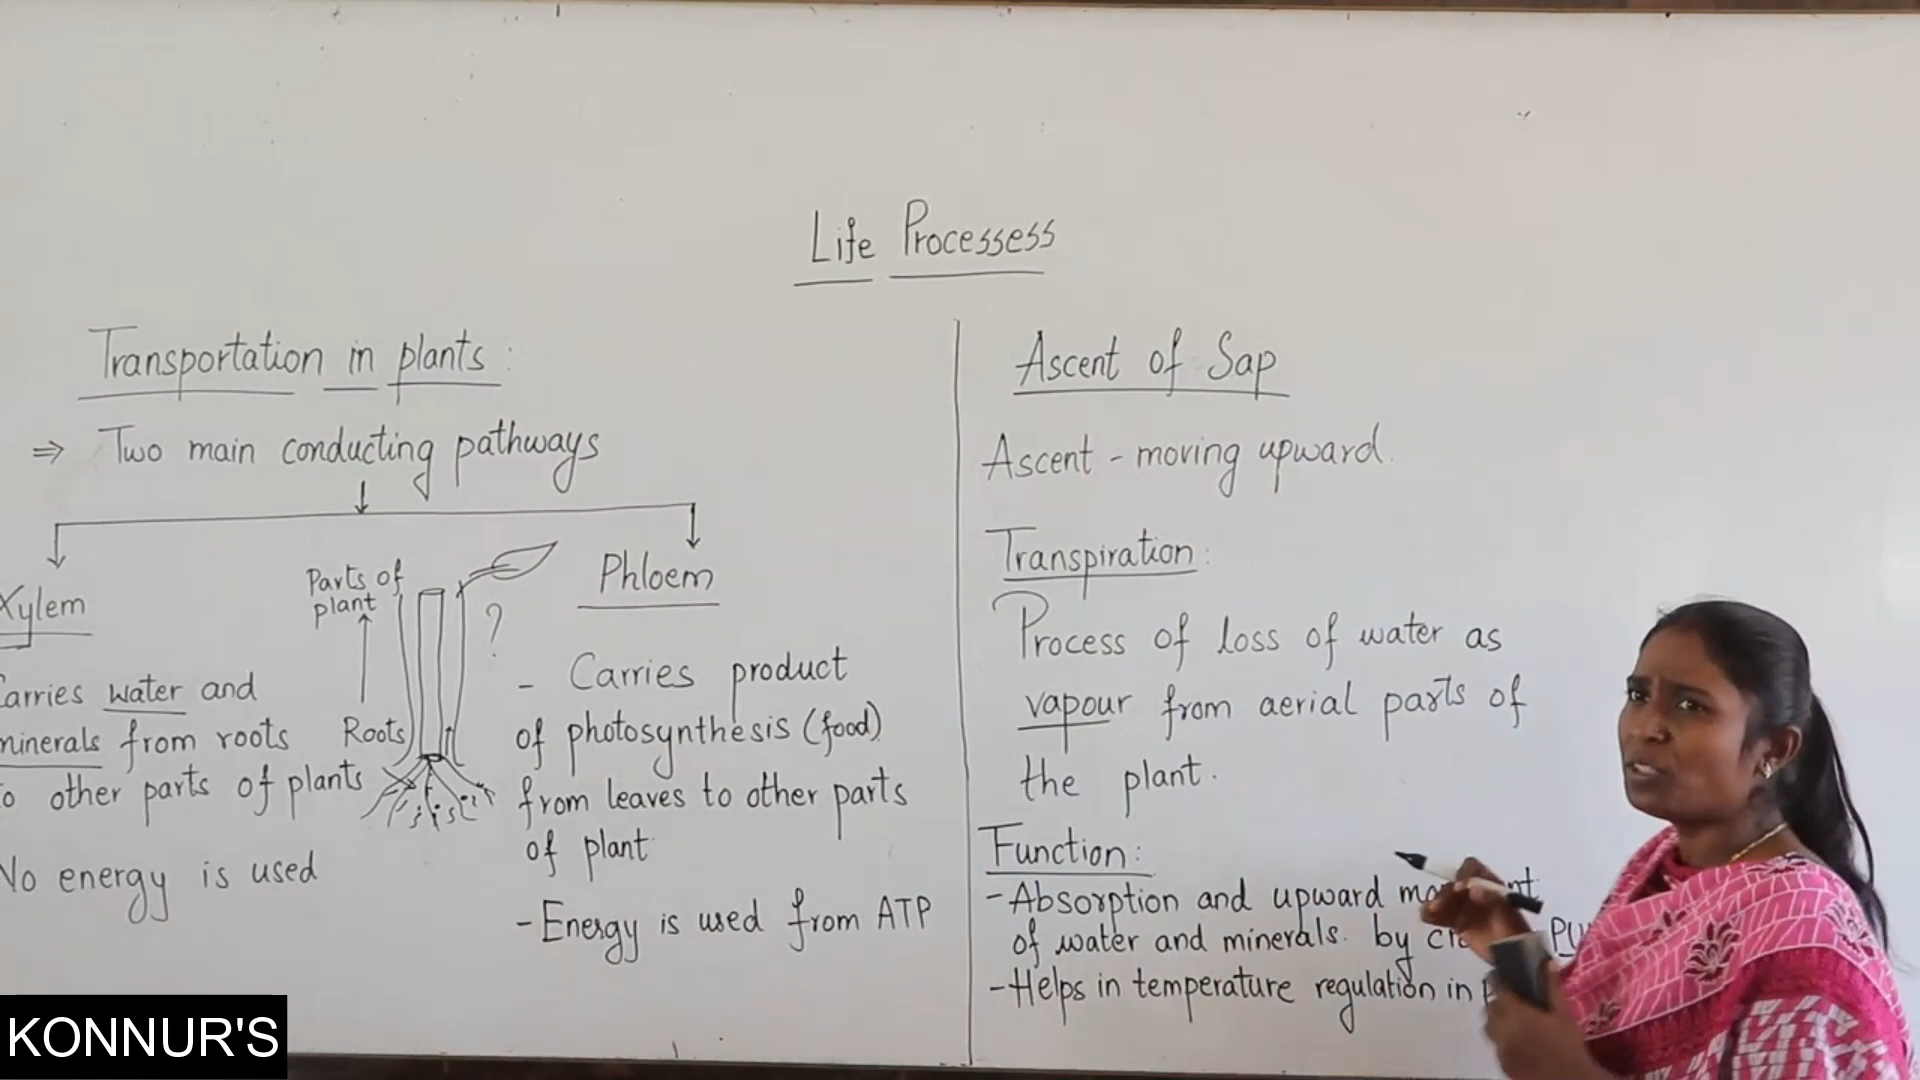 Life Processess
Transportation in plants :
⇒ Two main conducting pathways
Xylem
Carries water and
minerals from roots
to other parts of plants
No energy is used
Parts of
plant
Roots
?
Phloem
- Carries product
of photosynthesis (food)
from leaves to other parts
of plant
- Energy is used from ATP
Ascent of Sap
Ascent - moving upward.
Transpiration :
Process of loss of water as
vapour from aerial parts of
the plant.
Function :
- Absorption and upward
of water and minerals. by
- Helps in temperature regulation in
KONNUR'S